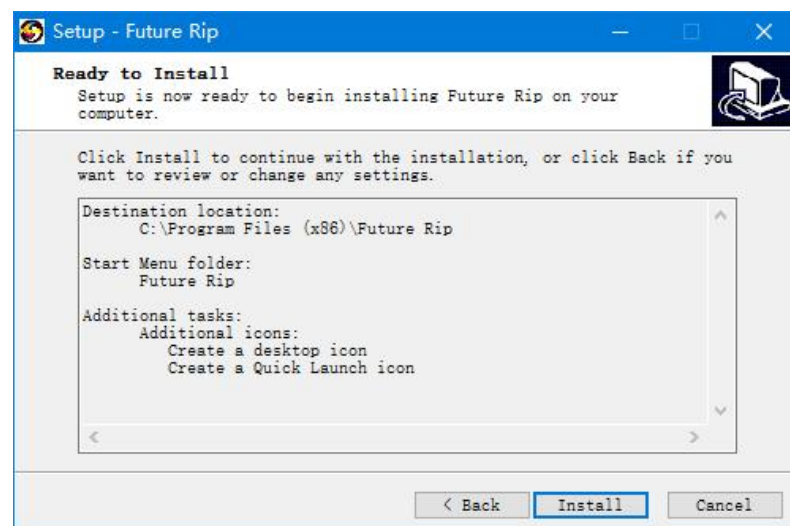 Setup - Future Rip
Ready to Install
Setup is now ready to begin installing Future Rip on your
computer.
Click Install to continue with the installation, or click Back if you
want to review or change any settings.
Destination location:
C:\Program Files (x86)\Future Rip
Start Menu folder:
Future Rip
Additional tasks:
Additional icons:
Create a desktop icon
Create a Quick Launch icon
< Back Install Cancel